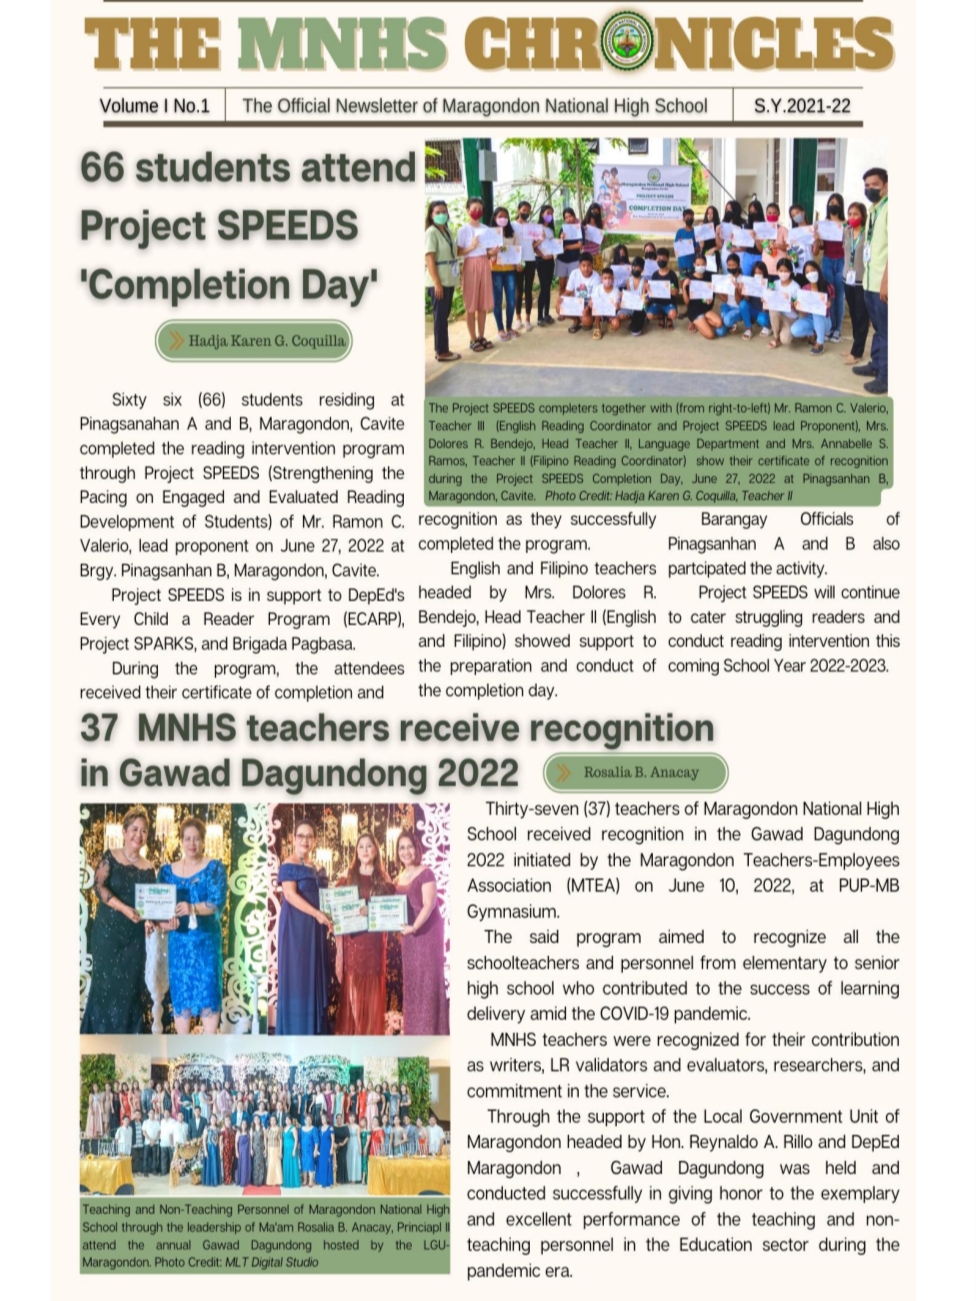 THE MNHS CHRONICLES
Volume I No.1
The Official Newsletter of Maragondon National High School
S.Y.2021-22
66 students attend
Project SPEEDS
'Completion Day'
Hadja Karen G. Coquilla
Maragondon National High School
PROJECT SPEEDS
COMPLETION DAY
The Project SPEEDS completers together with (from right-to-left) Mr. Ramon C. Valerio,
Teacher III (English Reading Coordinator and Project SPEEDS lead Proponent), Mrs.
Dolores R. Bendejo, Head Teacher II, Language Department and Mrs. Annabelle S.
Ramos, Teacher II (Filipino Reading Coordinator) show their certificate of recognition
during the Project SPEEDS Completion Day, June 27, 2022 at Pinagsanhan B,
Maragondon, Cavite. Photo Credit: Hadja Karen G. Coquilla, Teacher II
Sixty six (66) students residing at
Pinagsanahan A and B, Maragondon, Cavite
completed the reading intervention program
through Project SPEEDS (Strengthening the
Pacing on Engaged and Evaluated Reading
Development of Students) of Mr. Ramon C.
Valerio, lead proponent on June 27, 2022 at
Brgy. Pinagsanhan B, Maragondon, Cavite.
Project SPEEDS is in support to DepEd's
Every Child a Reader Program (ECARP),
Project SPARKS, and Brigada Pagbasa.
During the program, the attendees
received their certificate of completion and
recognition as they successfully
completed the program.
English and Filipino teachers
headed by Mrs. Dolores R.
Bendejo, Head Teacher II (English
and Filipino) showed support to
the preparation and conduct of
the completion day.
Barangay Officials of
Pinagsanhan A and B also
partcipated the activity.
Project SPEEDS will continue
to cater struggling readers and
conduct reading intervention this
coming School Year 2022-2023.
37 MNHS teachers receive recognition
in Gawad Dagundong 2022
Rosalia B. Anacay
Thirty-seven (37) teachers of Maragondon National High
School received recognition in the Gawad Dagundong
2022 initiated by the Maragondon Teachers-Employees
Association (MTEA) on June 10, 2022, at PUP-MB
Gymnasium.
The said program aimed to recognize all the
schoolteachers and personnel from elementary to senior
high school who contributed to the success of learning
delivery amid the COVID-19 pandemic.
MNHS teachers were recognized for their contribution
as writers, LR validators and evaluators, researchers, and
commitment in the service.
Through the support of the Local Government Unit of
Maragondon headed by Hon. Reynaldo A. Rillo and DepEd
Maragondon , Gawad Dagundong was held and
conducted successfully in giving honor to the exemplary
and excellent performance of the teaching and non-
teaching personnel in the Education sector during the
pandemic era.
Teaching and Non-Teaching Personnel of Maragondon National High
School through the leadership of Ma'am Rosalia B. Anacay, Princiapl II
attend the annual Gawad Dagundong hosted by the LGU-
Maragondon. Photo Credit: MLT Digital Studio